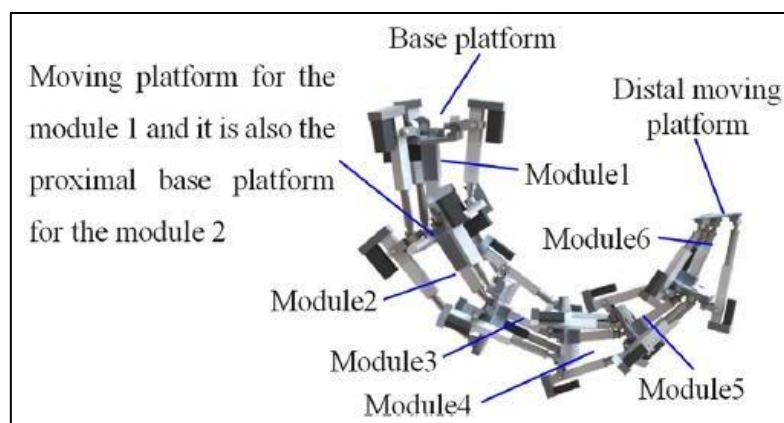 Base platform
Moving platform for the
module 1 and it is also the
proximal base platform
for the module 2
Distal moving
platform
Module1
Module6
Module2
Module3
Module4
Module5